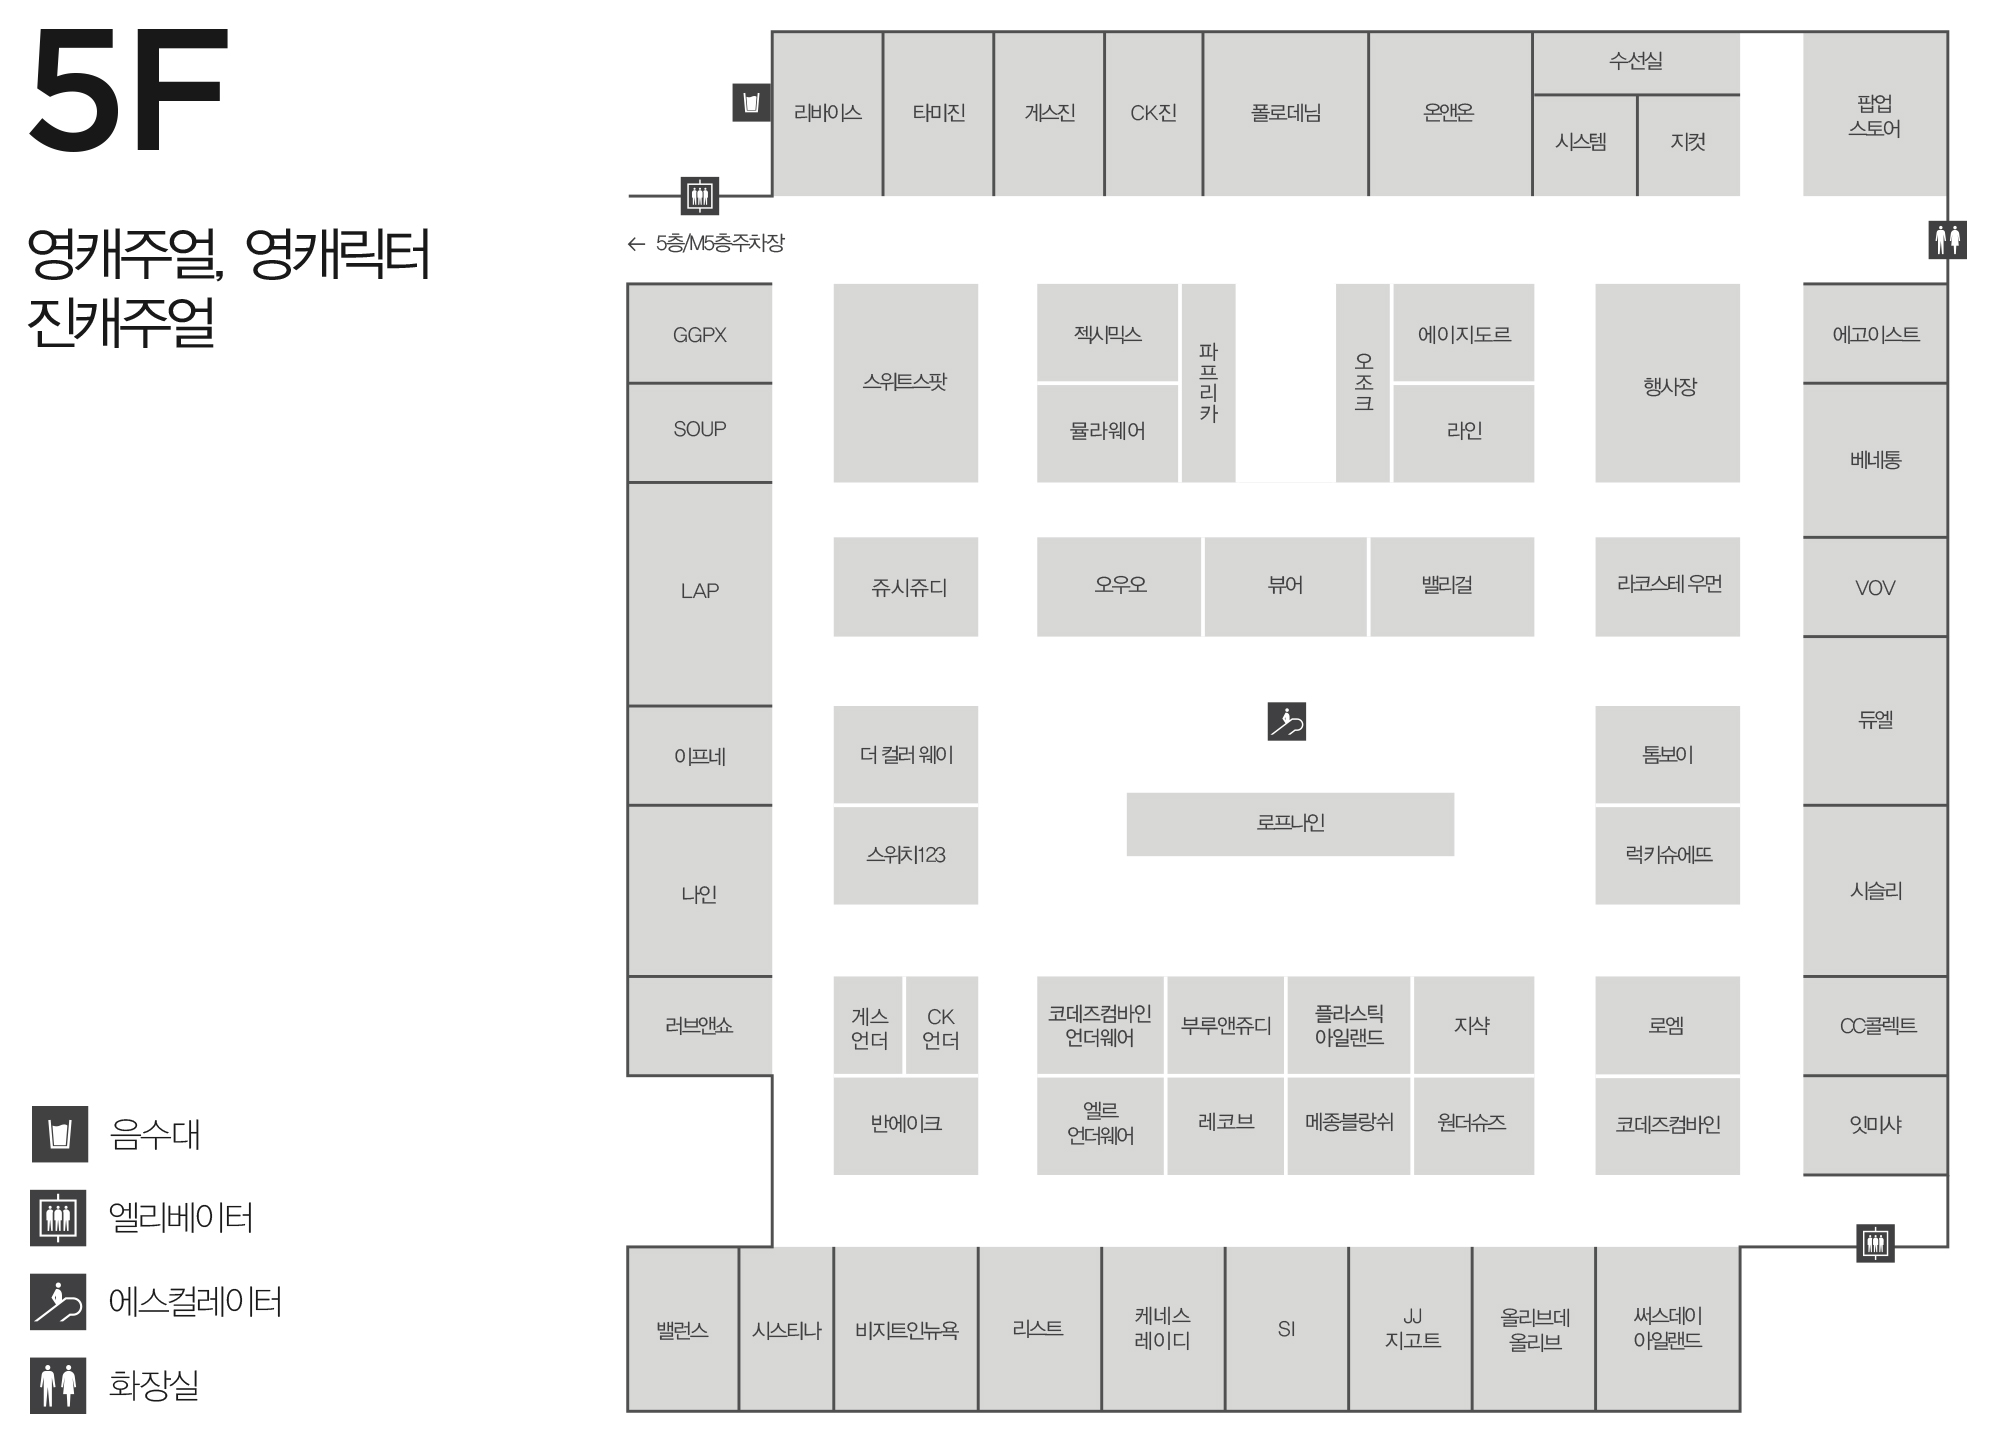 5F
영캐주얼, 영캐릭터
진캐주얼
리바이스
타미진
게스진
CK진
폴로데님
온앤온
수선실
시스템
지컷
팝업
스토어
← 5층/M5층주차장
GGPX
스위트스팟
젝시믹스
파프리카
오조크
에이지도르
행사장
에고이스트
SOUP
뮬라웨어
라인
베네통
LAP
쥬시쥬디
오우오
뷰어
밸리걸
라코스테 우먼
VOV
이프네
더 컬러 웨이
톰보이
듀엘
로프나인
스위치123
럭키슈에뜨
나인
시슬리
러브앤쇼
게스
언더
CK
언더
코데즈컴바인
언더웨어
부루앤쥬디
플라스틱
아일랜드
지샥
로엠
CC콜렉트
반에이크
엘르
언더웨어
레코브
메종블랑쉬
원더슈즈
코데즈컴바인
잇미샤
밸런스
시스티나
비지트인뉴욕
리스트
케네스
레이디
SI
JJ
지고트
올리브데
올리브
써스데이
아일랜드
음수대
엘리베이터
에스컬레이터
화장실